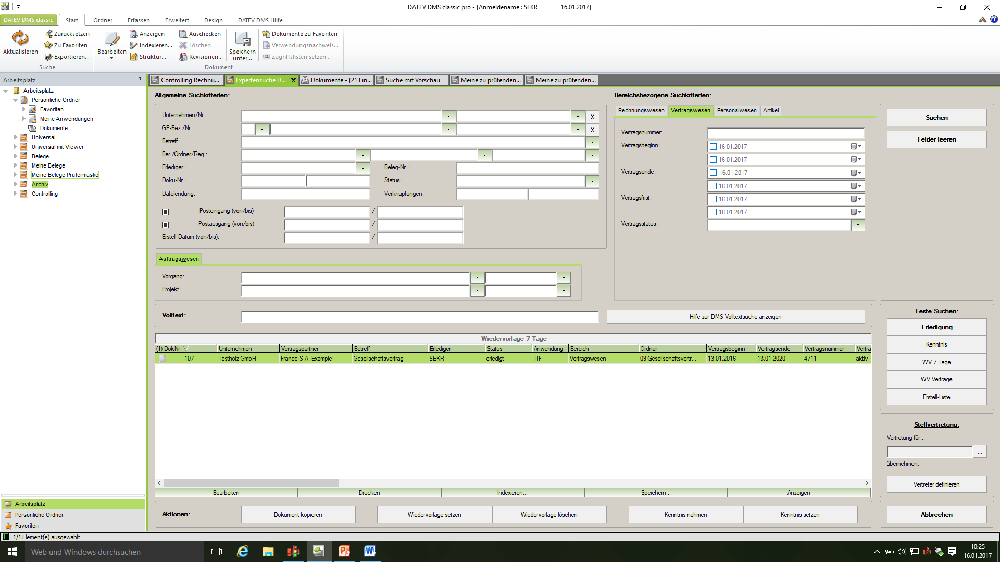 DATEV DMS classic pro - [Anmeldename : SEKR 16.01.2017]
DATEV DMS classic Start Ordner Erfassen Erweitert Design DATEV DMS Hilfe
Aktualisieren
Zurücksetzen
Zu Favoriten
Exportieren...
Suche
Bearbeiten
Anzeigen
Indexieren...
Struktur...
Auschecken
Löschen
Revisionen...
Speichern
unter...
Dokument
Dokumente zu Favoriten
Verwendungsnachweis...
ACL Zugriffslisten setzen...
Arbeitsplatz
Arbeitsplatz
Persönliche Ordner
Favoriten
Meine Anwendungen
Dokumente
Universal
Universal mit Viewer
Belege
Meine Belege
Meine Belege Prüfermaske
Archiv
Controlling
Arbeitsplatz
Persönliche Ordner
Favoriten
Controlling Rechnu... Expertensuche D... X Dokumente - [21 Ein... Suche mit Vorschau Meine zu prüfenden... Meine zu prüfenden...
Allgemeine Suchkriterien:
Unternehmen/Nr.: X
GP-Bez./Nr.: X
Betreff:
Ber./Ordner/Reg.:
Erlediger: Beleg-Nr.:
Doku-Nr.: Status:
Dateiendung: Verknüpfungen:
Posteingang (von/bis) /
Postausgang (von/bis) /
Erstell-Datum (von/bis): /
Auftragswesen
Vorgang:
Projekt:
Bereichsbezogene Suchkriterien:
Rechnungswesen Vertragswesen Personalwesen Artikel
Vertragsnummer:
Vertragsbeginn: 16.01.2017
16.01.2017
Vertragsende: 16.01.2017
16.01.2017
Vertragsfrist: 16.01.2017
16.01.2017
Vertragsstatus:
Suchen
Felder leeren
Volltext: Hilfe zur DMS-Volltextsuche anzeigen
Wiedervorlage 7 Tage
(1) DokNr. Unternehmen Vertragspartner Betreff Erlediger Status Anwendung Bereich Ordner Vertragsbeginn Vertragsende Vertragsnummer Vertra
107 Testholz GmbH France S.A. Example Gesellschaftsvertrag SEKR erledigt TIF Vertragswesen 09 Gesellschaftsvertr... 13.01.2016 13.01.2020 4711 aktiv
Bearbeiten Drucken Indexieren... Speichern... Anzeigen
Aktionen: Dokument kopieren Wiedervorlage setzen Wiedervorlage löschen Kenntnis nehmen Kenntnis setzen
Feste Suchen:
Erledigung
Kenntnis
WV 7 Tage
WV Verträge
Erstell-Liste
Stellvertretung:
Vertretung für...
...
übernehmen.
Vertreter definieren
Abbrechen
1/1 Element(e) ausgewählt
Web und Windows durchsuchen
10:25
16.01.2017